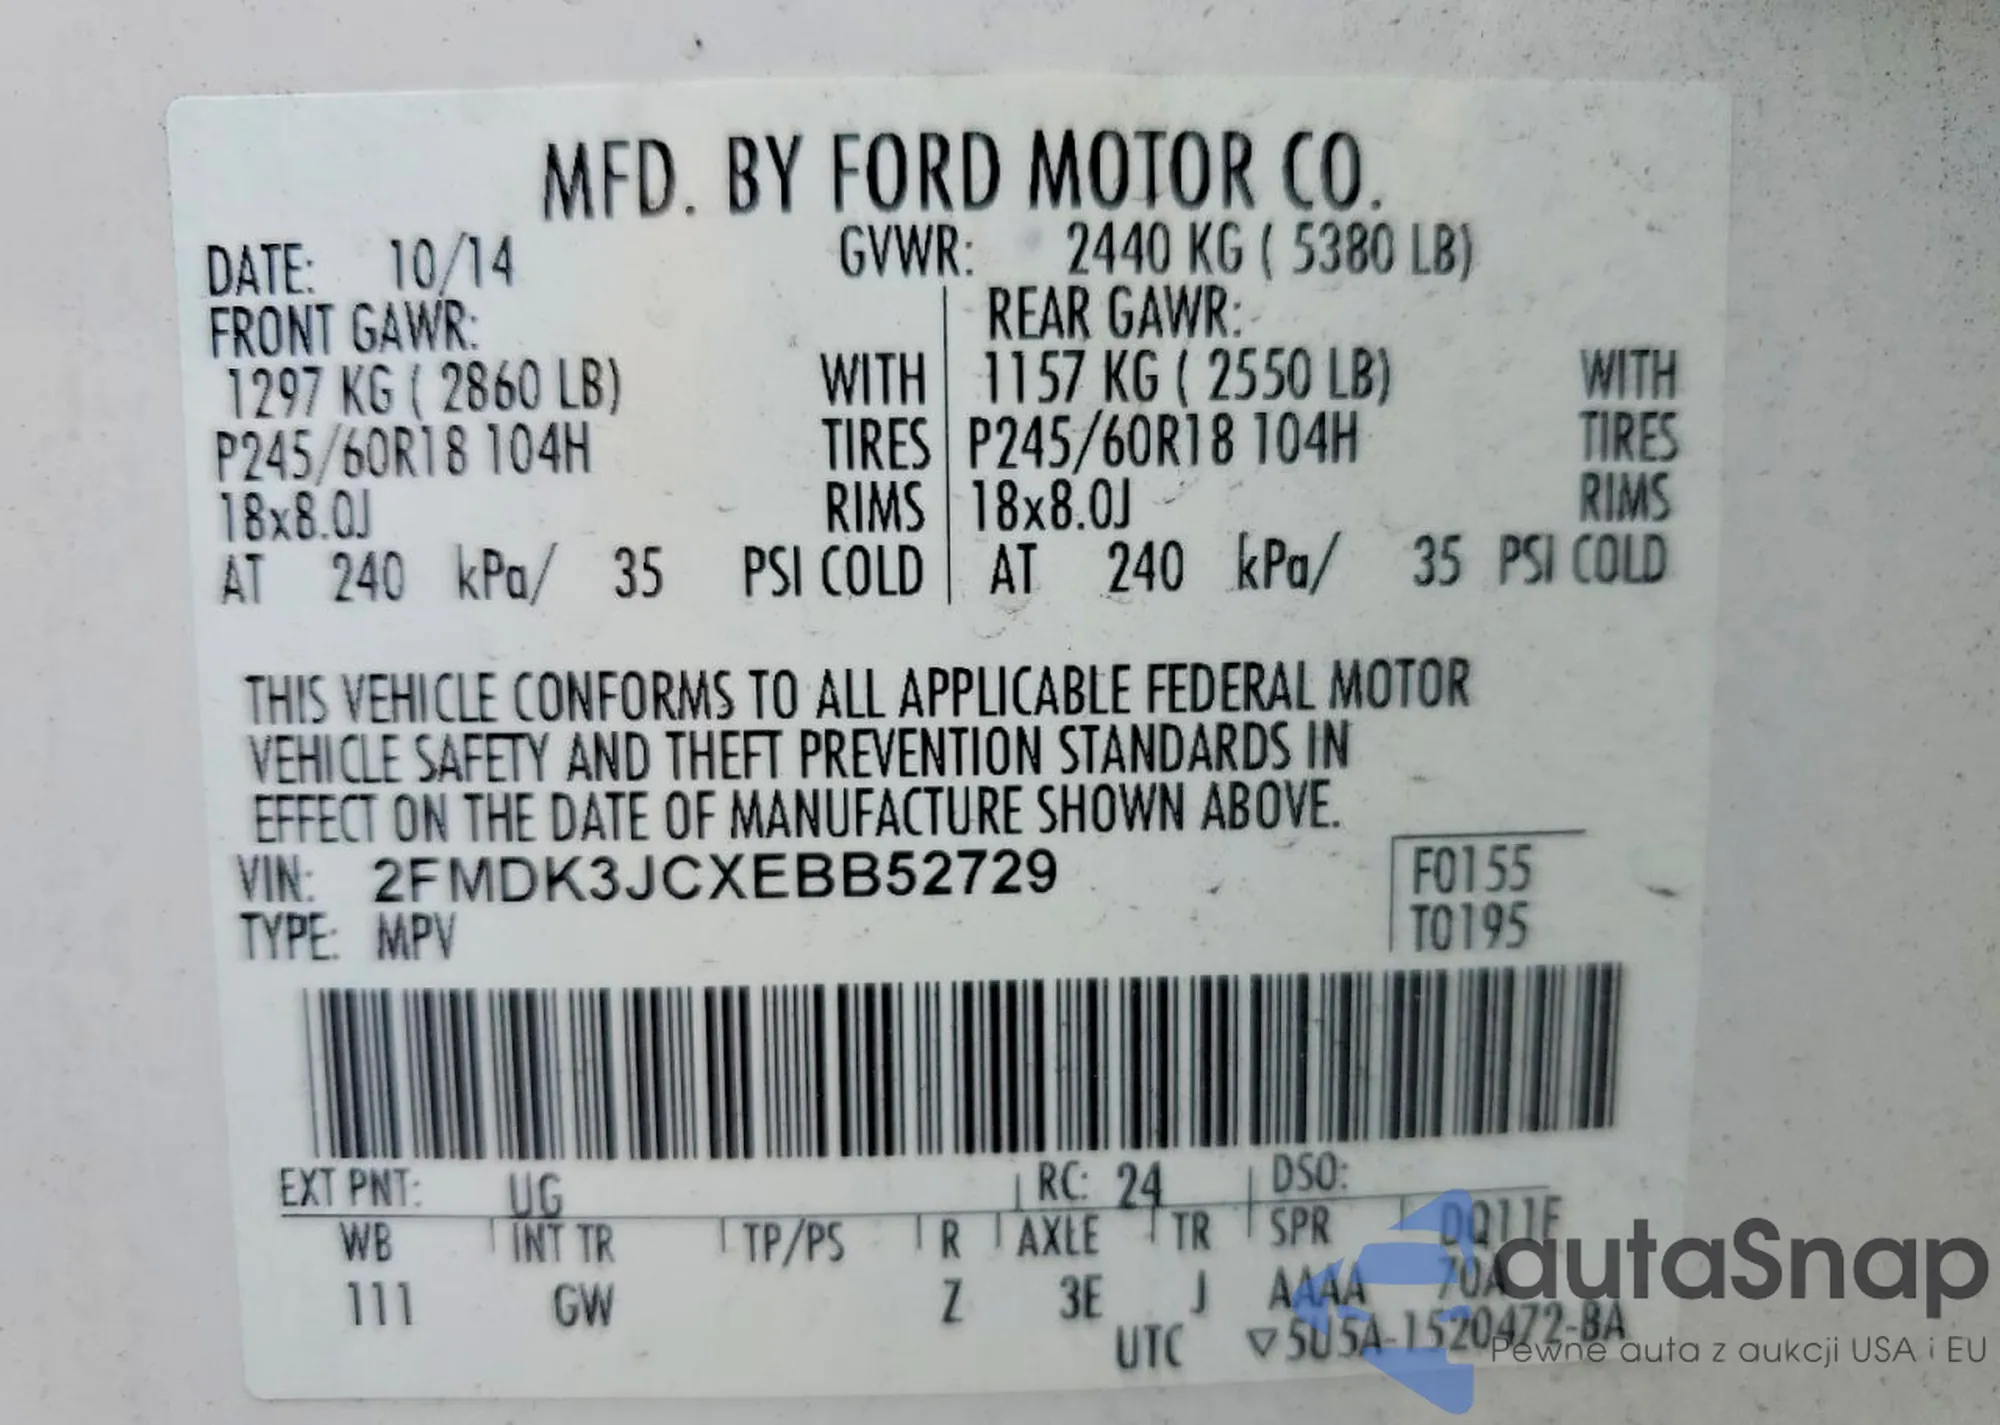 MFD. BY FORD MOTOR CO.
DATE: 10/14 GVWR: 2440 KG ( 5380 LB)
FRONT GAWR: REAR GAWR:
1297 KG ( 2860 LB) WITH 1157 KG ( 2550 LB) WITH
P245/60R18 104H TIRES P245/60R18 104H TIRES
18x8.0J RIMS 18x8.0J RIMS
AT 240 kPa/ 35 PSI COLD AT 240 kPa/ 35 PSI COLD
THIS VEHICLE CONFORMS TO ALL APPLICABLE FEDERAL MOTOR
VEHICLE SAFETY AND THEFT PREVENTION STANDARDS IN
EFFECT ON THE DATE OF MANUFACTURE SHOWN ABOVE.
VIN: 2FMDK3JCXEBB52729 F0155
TYPE: MPV T0195
EXT PNT: UG RC: 24 DSO:
WB INT TR TP/PS R AXLE TR SPR DQ11F
111 GW Z 3E J AAAA 70A
UTC ▽5U5A-1520472-BA
autaSnap
Pewne auta z aukcji USA i EU